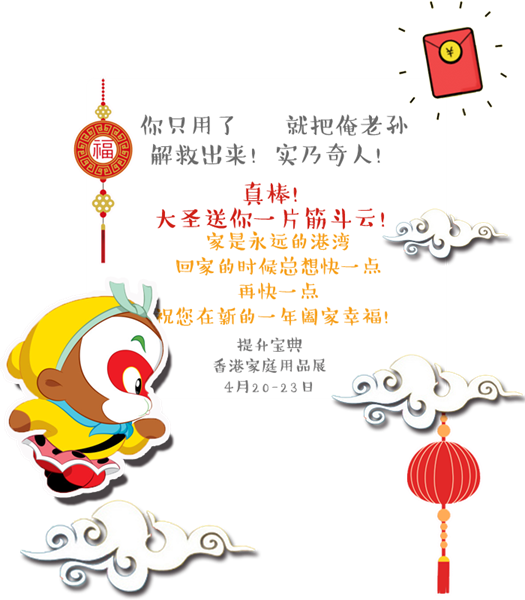 ¥
福
你只用了 就把俺老孙
解救出来! 实乃奇人!
真棒!
大圣送你一片筋斗云!
家是永远的港湾
回家的时候总想快一点
再快一点
祝您在新的一年阖家幸福!
提升宝典
香港家庭用品展
4月20-23日